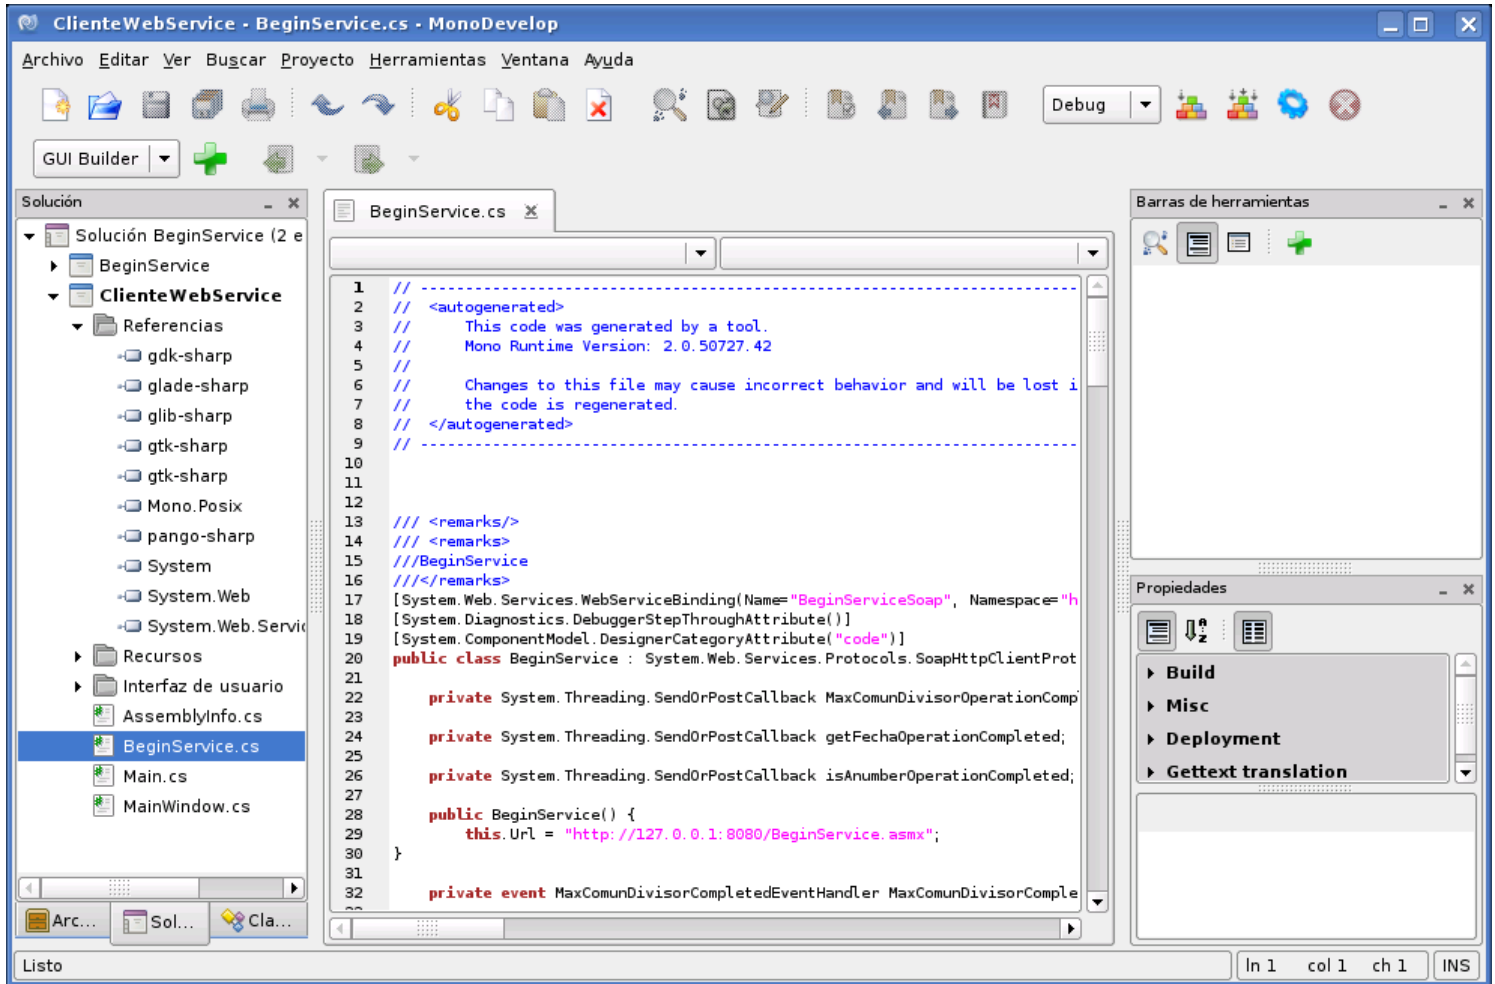 ClienteWebService - BeginService.cs - MonoDevelop
Archivo Editar Ver Buscar Proyecto Herramientas Ventana Ayuda
Debug
GUI Builder
Solución
Solución BeginService (2 e
BeginService
ClienteWebService
Referencias
gdk-sharp
glade-sharp
glib-sharp
gtk-sharp
gtk-sharp
Mono.Posix
pango-sharp
System
System.Web
System.Web.Servic
Recursos
Interfaz de usuario
AssemblyInfo.cs
BeginService.cs
Main.cs
MainWindow.cs
Arc...
Sol...
Cla...
BeginService.cs
1 // -------------------------------------------------------------------------
2 //  <autogenerated>
3 //      This code was generated by a tool.
4 //      Mono Runtime Version: 2.0.50727.42
5 //
6 //      Changes to this file may cause incorrect behavior and will be lost i
7 //      the code is regenerated.
8 //  </autogenerated>
9 // -------------------------------------------------------------------------
10
11
12
13 /// <remarks/>
14 /// <remarks>
15 ///BeginService
16 ///</remarks>
17 [System.Web.Services.WebServiceBinding(Name="BeginServiceSoap", Namespace="h
18 [System.Diagnostics.DebuggerStepThroughAttribute()]
19 [System.ComponentModel.DesignerCategoryAttribute("code")]
20 public class BeginService : System.Web.Services.Protocols.SoapHttpClientProt
21
22     private System.Threading.SendOrPostCallback MaxComunDivisorOperationComp
23
24     private System.Threading.SendOrPostCallback getFechaOperationCompleted;
25
26     private System.Threading.SendOrPostCallback isAnumberOperationCompleted;
27
28     public BeginService() {
29         this.Url = "http://127.0.0.1:8080/BeginService.asmx";
30 }
31
32     private event MaxComunDivisorCompletedEventHandler MaxComunDivisorComple
Barras de herramientas
Propiedades
Build
Misc
Deployment
Gettext translation
Listo
ln 1 col 1 ch 1 INS